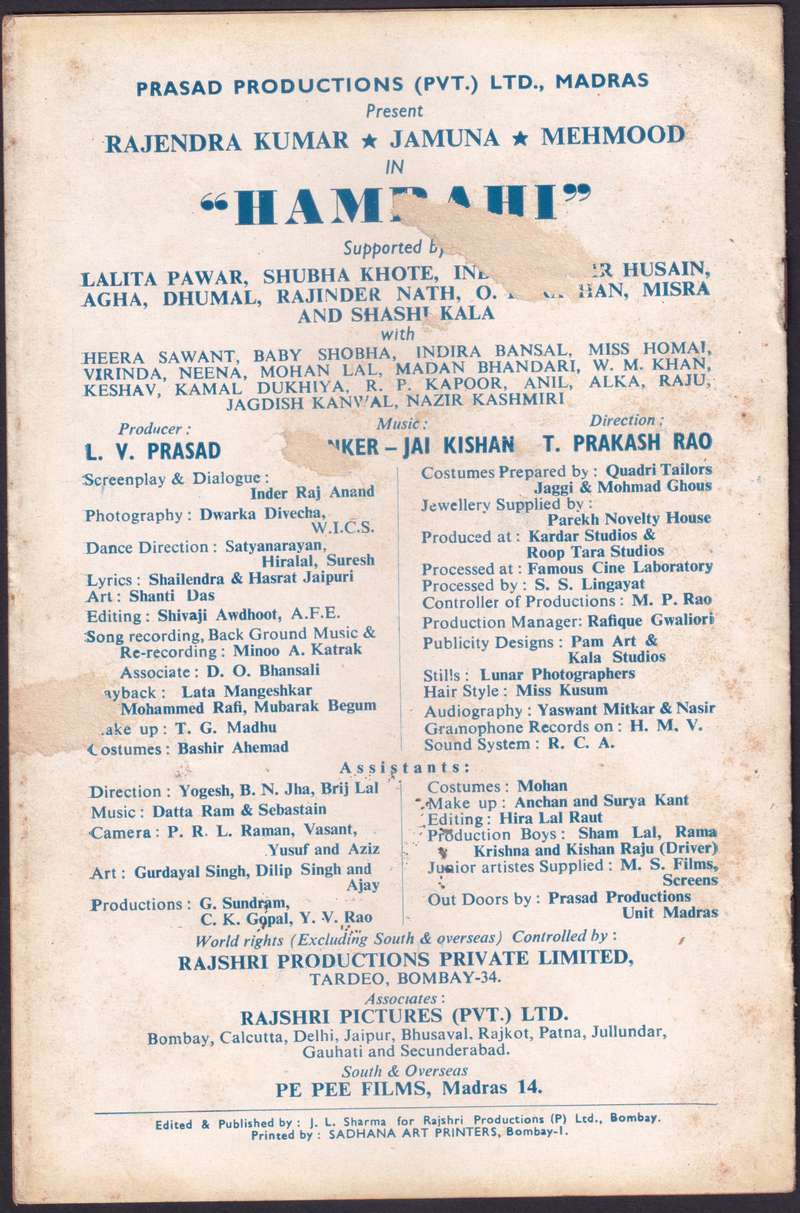 PRASAD PRODUCTIONS (PVT.) LTD., MADRAS
Present
RAJENDRA KUMAR ★ JAMUNA ★ MEHMOOD
IN
"HAMRAHI"
Supported by
LALITA PAWAR, SHUBHA KHOTE, HUSAIN,
AGHA, DHUMAL, RAJINDER NATH, O. MISRA
AND SHASHI KALA
with
HEERA SAWANT, BABY SHOBHA, INDIRA BANSAL, MISS HOMAI,
VIRINDA, NEENA, MOHAN LAL, MADAN BHANDARI, W. M. KHAN,
KESHAV, KAMAL DUKHIYA, R. P. KAPOOR, ANIL, ALKA, RAJU,
JAGDISH KANWAL, NAZIR KASHMIRI
Producer :
L. V. PRASAD
Music :
NKER – JAI KISHAN
Direction :
T. PRAKASH RAO
Screenplay & Dialogue :
Inder Raj Anand
Photography : Dwarka Divecha,
W.I.C.S.
Dance Direction : Satyanarayan,
Hiralal, Suresh
Lyrics : Shailendra & Hasrat Jaipuri
Art : Shanti Das
Editing : Shivaji Awdhoot, A.F.E.
Song recording, Back Ground Music &
Re-recording : Minoo A. Katrak
Associate : D. O. Bhansali
ayback : Lata Mangeshkar
Mohammed Rafi, Mubarak Begum
ake up : T. G. Madhu
Costumes : Bashir Ahemad
Costumes Prepared by : Quadri Tailors
Jaggi & Mohmad Ghous
Jewellery Supplied by :
Parekh Novelty House
Produced at : Kardar Studios &
Roop Tara Studios
Processed at : Famous Cine Laboratory
Processed by : S. S. Lingayat
Controller of Productions : M. P. Rao
Production Manager: Rafique Gwaliori
Publicity Designs : Pam Art &
Kala Studios
Stills : Lunar Photographers
Hair Style : Miss Kusum
Audiography : Yaswant Mitkar & Nasir
Gramophone Records on : H. M. V.
Sound System : R. C. A.
Assistants :
Direction : Yogesh, B. N. Jha, Brij Lal
Music : Datta Ram & Sebastain
Camera : P. R. L. Raman, Vasant,
Yusuf and Aziz
Art : Gurdayal Singh, Dilip Singh and
Ajay
Productions : G. Sundram,
C. K. Gopal, Y. V. Rao
Costumes : Mohan
Make up : Anchan and Surya Kant
Editing : Hira Lal Raut
Production Boys : Sham Lal, Rama
Krishna and Kishan Raju (Driver)
Junior artistes Supplied : M. S. Films,
Screens
Out Doors by : Prasad Productions
Unit Madras
World rights (Excluding South & overseas) Controlled by :
RAJSHRI PRODUCTIONS PRIVATE LIMITED,
TARDEO, BOMBAY-34.
Associates :
RAJSHRI PICTURES (PVT.) LTD.
Bombay, Calcutta, Delhi, Jaipur, Bhusaval, Rajkot, Patna, Jullundar,
Gauhati and Secunderabad.
South & Overseas
PE PEE FILMS, Madras 14.
Edited & Published by : J. L. Sharma for Rajshri Productions (P) Ltd., Bombay.
Printed by : SADHANA ART PRINTERS, Bombay-1.